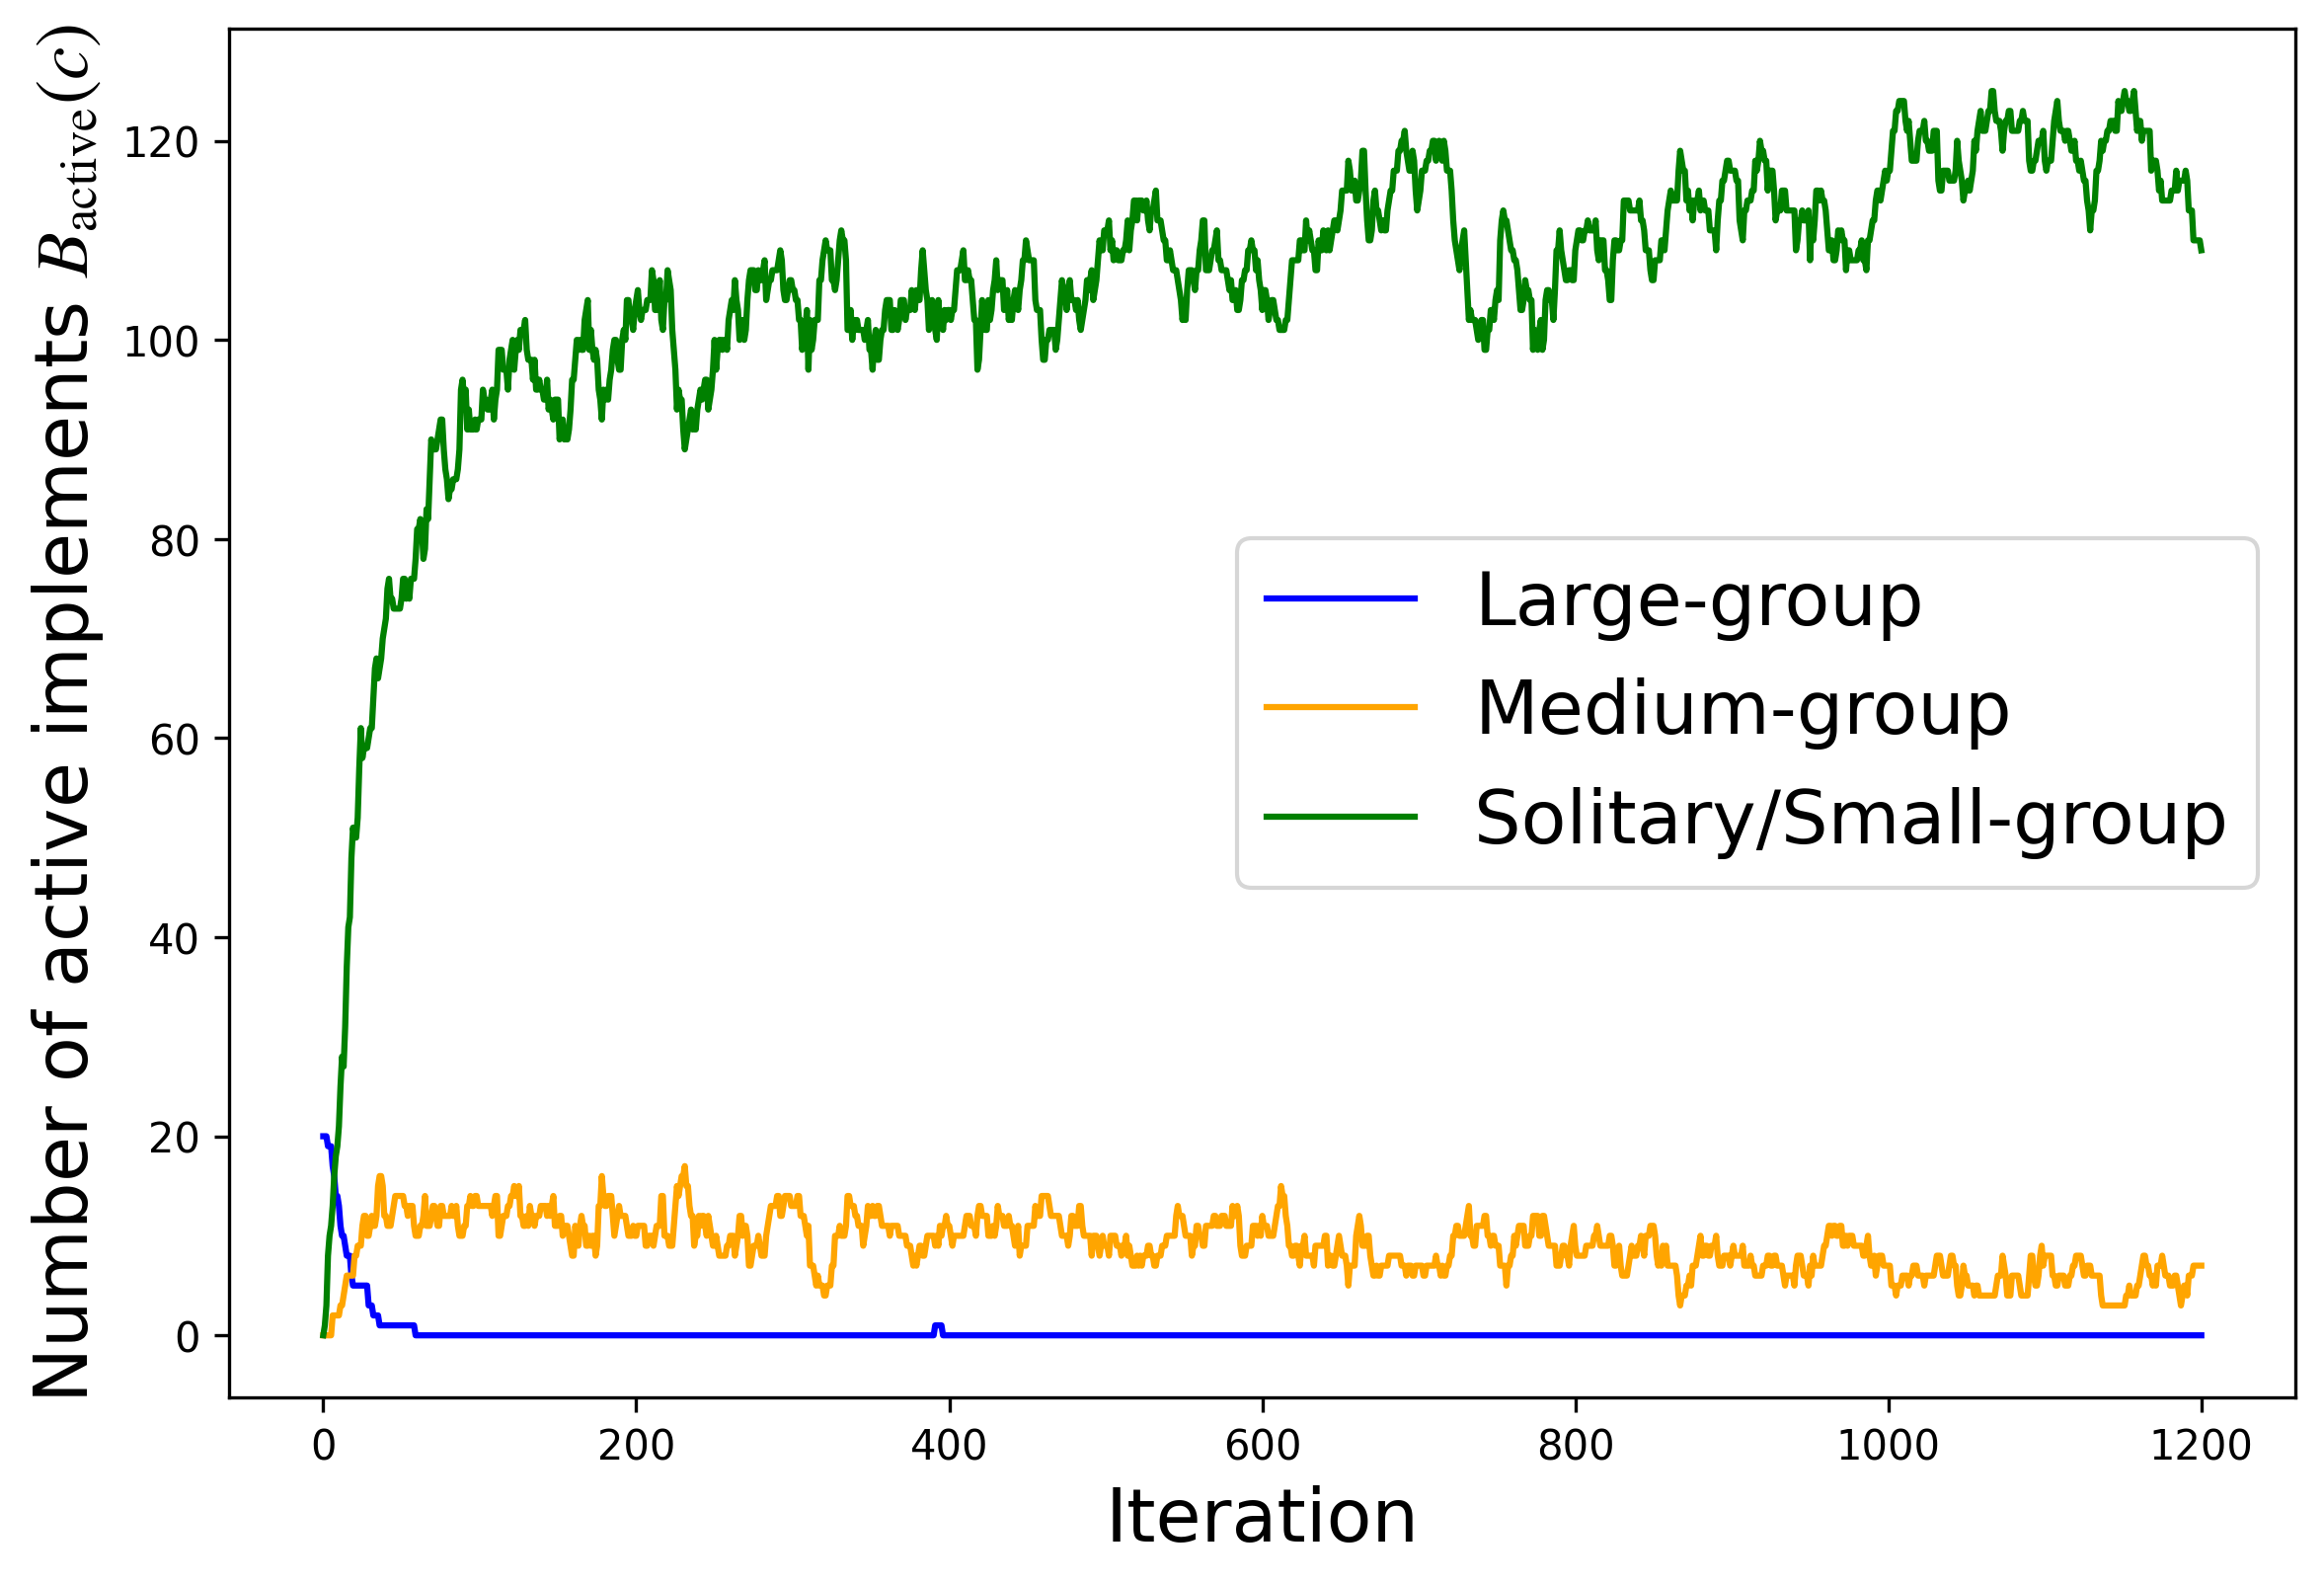 Number of active implements B_active(c)
120
100
80
60
40
20
0
Large-group
Medium-group
Solitary/Small-group
0 200 400 600 800 1000 1200
Iteration